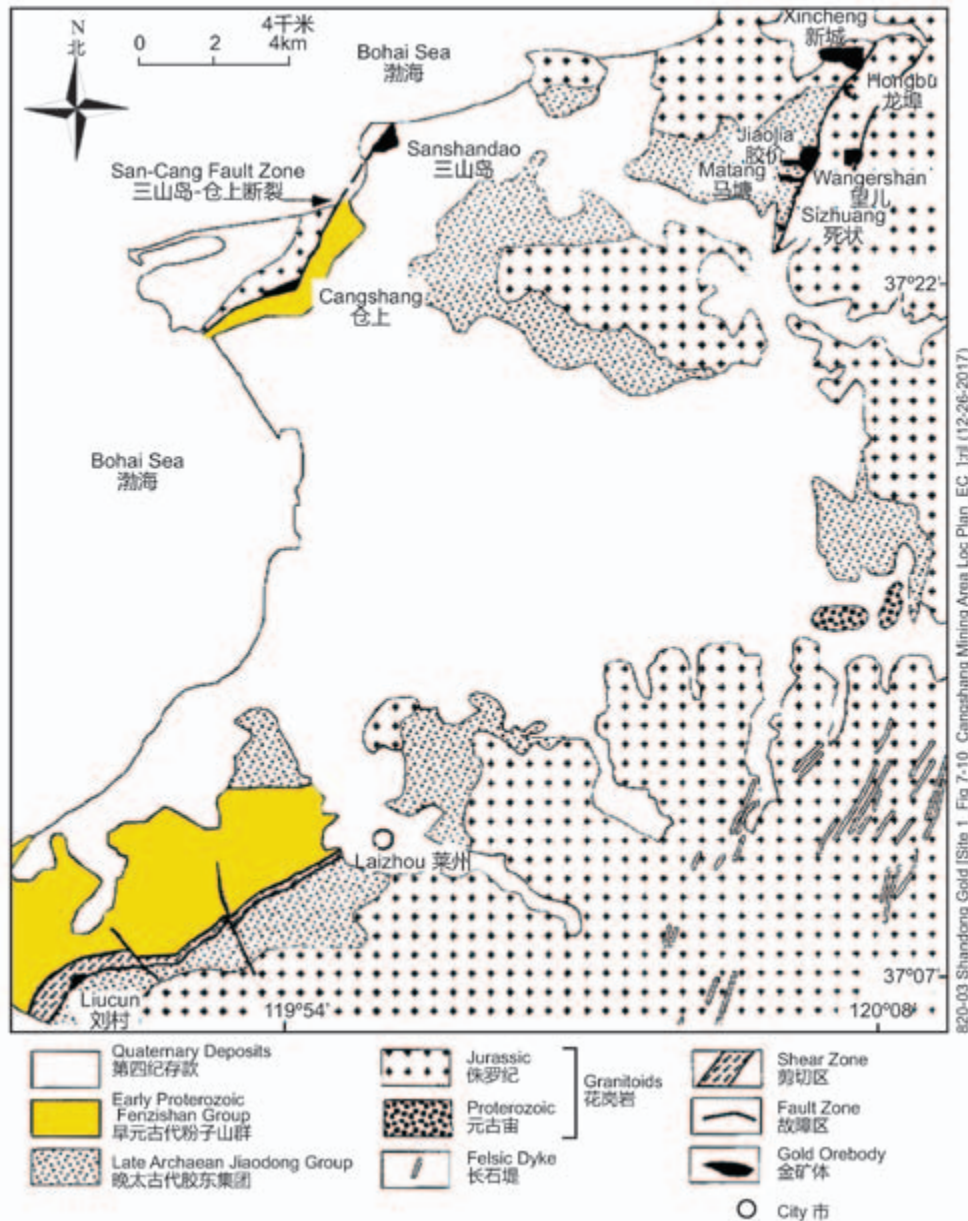 N
北
4千米
0 2 4km
Bohai Sea
渤海
Xincheng
新城
Hongbu
龙埠
Jiaojia
胶价
Matang
马塘
Wangershan
望儿
Sizhuang
死状
Sanshandao
三山岛
San-Cang Fault Zone
三山岛-仓上断裂
37°22'
Cangshang
仓上
Bohai Sea
渤海
Laizhou 莱州
Liucun
刘村
119°54'
37°07'
120°08'
820-03 Shandong Gold [Site 1 Fig 7-10 Cangshang Mining Area Loc Plan EC (12-26-2017)
Quaternary Deposits
第四纪存款
Early Proterozoic
Fenzishan Group
早元古代粉子山群
Late Archaean Jiaodong Group
晚太古代胶东集团
Jurassic
侏罗纪
Proterozoic
元古宙
Granitoids
花岗岩
Felsic Dyke
长石堤
Shear Zone
剪切区
Fault Zone
故障区
Gold Orebody
金矿体
City 市